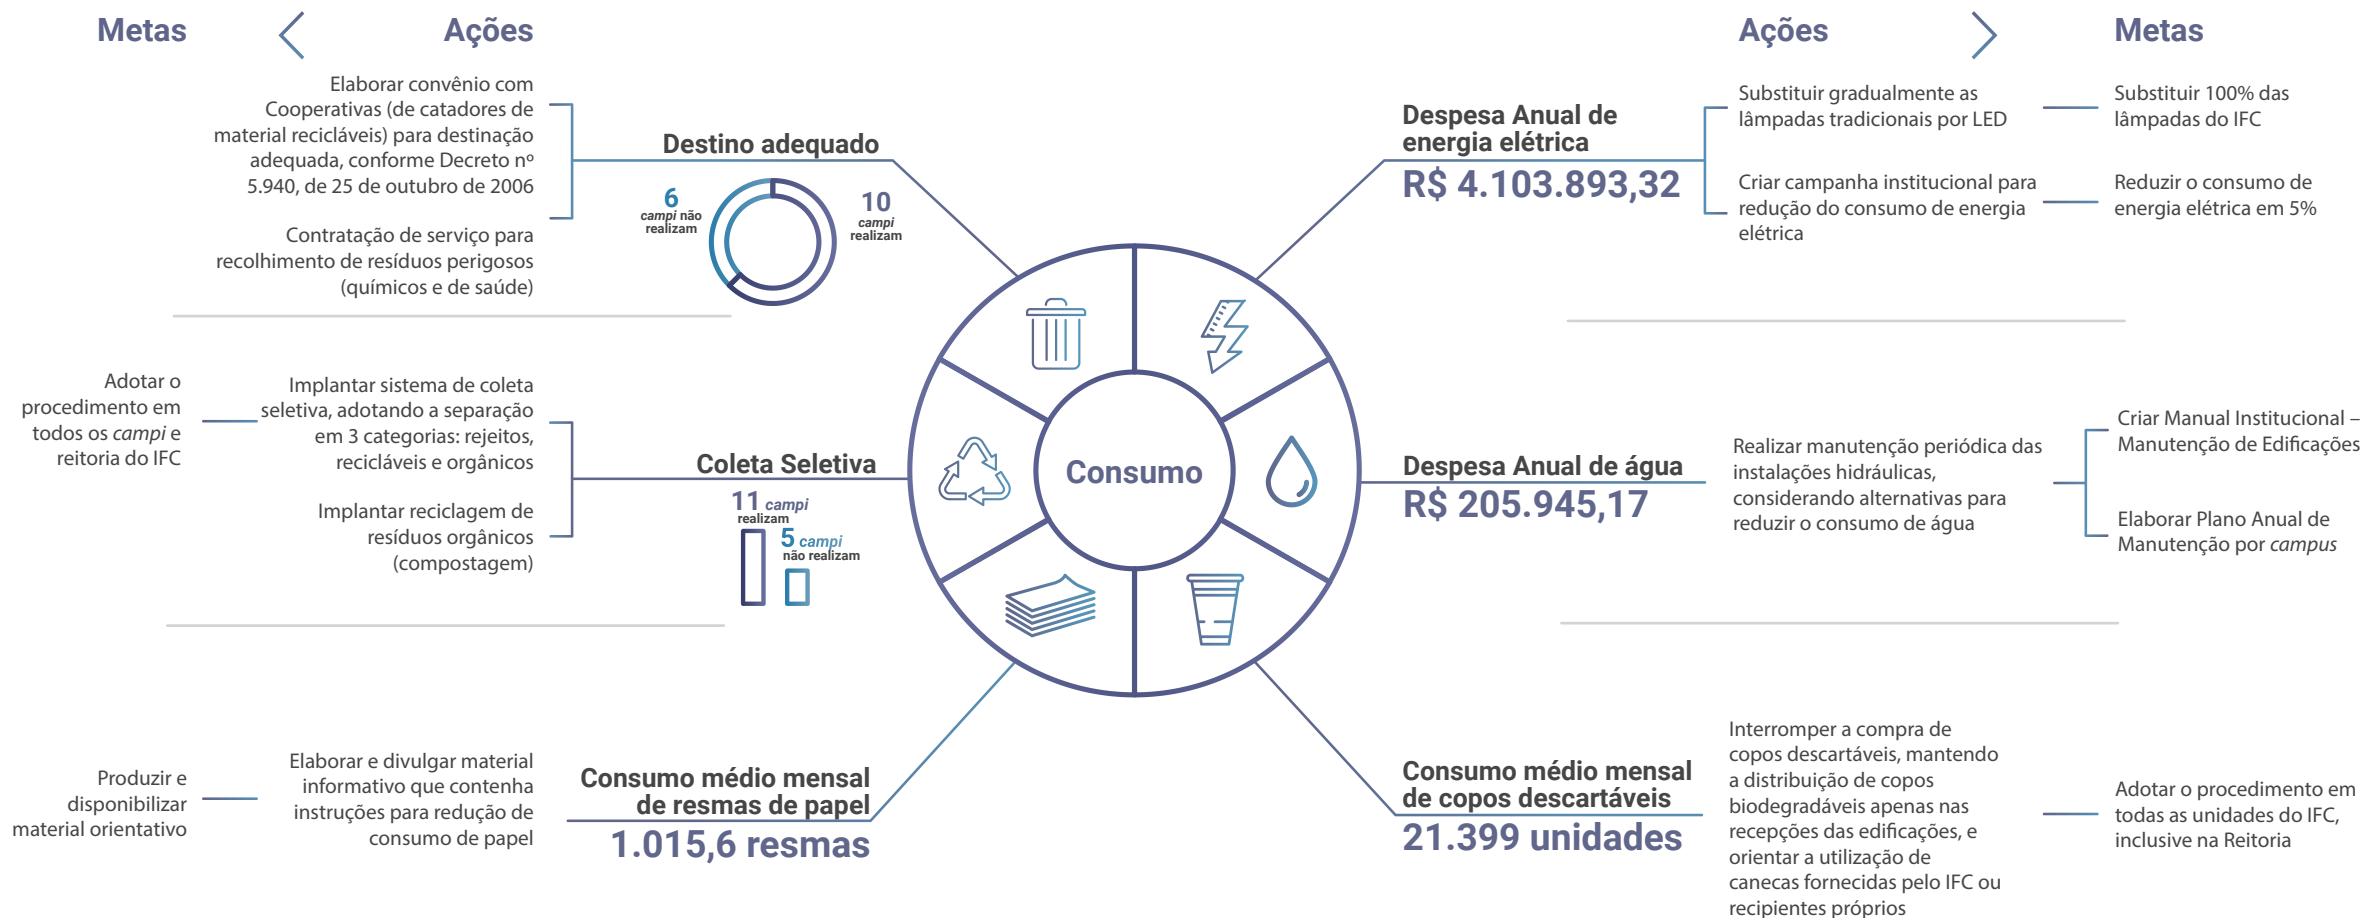 Metas
Ações
Elaborar convênio com
Cooperativas (de catadores de
material recicláveis) para destinação
adequada, conforme Decreto nº
5.940, de 25 de outubro de 2006
Contratação de serviço para
recolhimento de resíduos perigosos
(químicos e de saúde)
Destino adequado
6
campi não
realizam
10
campi
realizam
Adotar o
procedimento em
todos os campi e
reitoria do IFC
Implantar sistema de coleta
seletiva, adotando a separação
em 3 categorias: rejeitos,
recicláveis e orgânicos
Implantar reciclagem de
resíduos orgânicos
(compostagem)
Coleta Seletiva
11 campi
realizam
5 campi
não realizam
Produzir e
disponibilizar
material orientativo
Elaborar e divulgar material
informativo que contenha
instruções para redução de
consumo de papel
Consumo médio mensal
de resmas de papel
1.015,6 resmas
Consumo
Ações
Metas
Despesa Anual de
energia elétrica
R$ 4.103.893,32
Substituir gradualmente as
lâmpadas tradicionais por LED
Substituir 100% das
lâmpadas do IFC
Criar campanha institucional para
redução do consumo de energia
elétrica
Reduzir o consumo de
energia elétrica em 5%
Despesa Anual de água
R$ 205.945,17
Realizar manutenção periódica das
instalações hidráulicas,
considerando alternativas para
reduzir o consumo de água
Criar Manual Institucional –
Manutenção de Edificações
Elaborar Plano Anual de
Manutenção por campus
Consumo médio mensal
de copos descartáveis
21.399 unidades
Interromper a compra de
copos descartáveis, mantendo
a distribuição de copos
biodegradáveis apenas nas
recepções das edificações, e
orientar a utilização de
canecas fornecidas pelo IFC ou
recipientes próprios
Adotar o procedimento em
todas as unidades do IFC,
inclusive na Reitoria